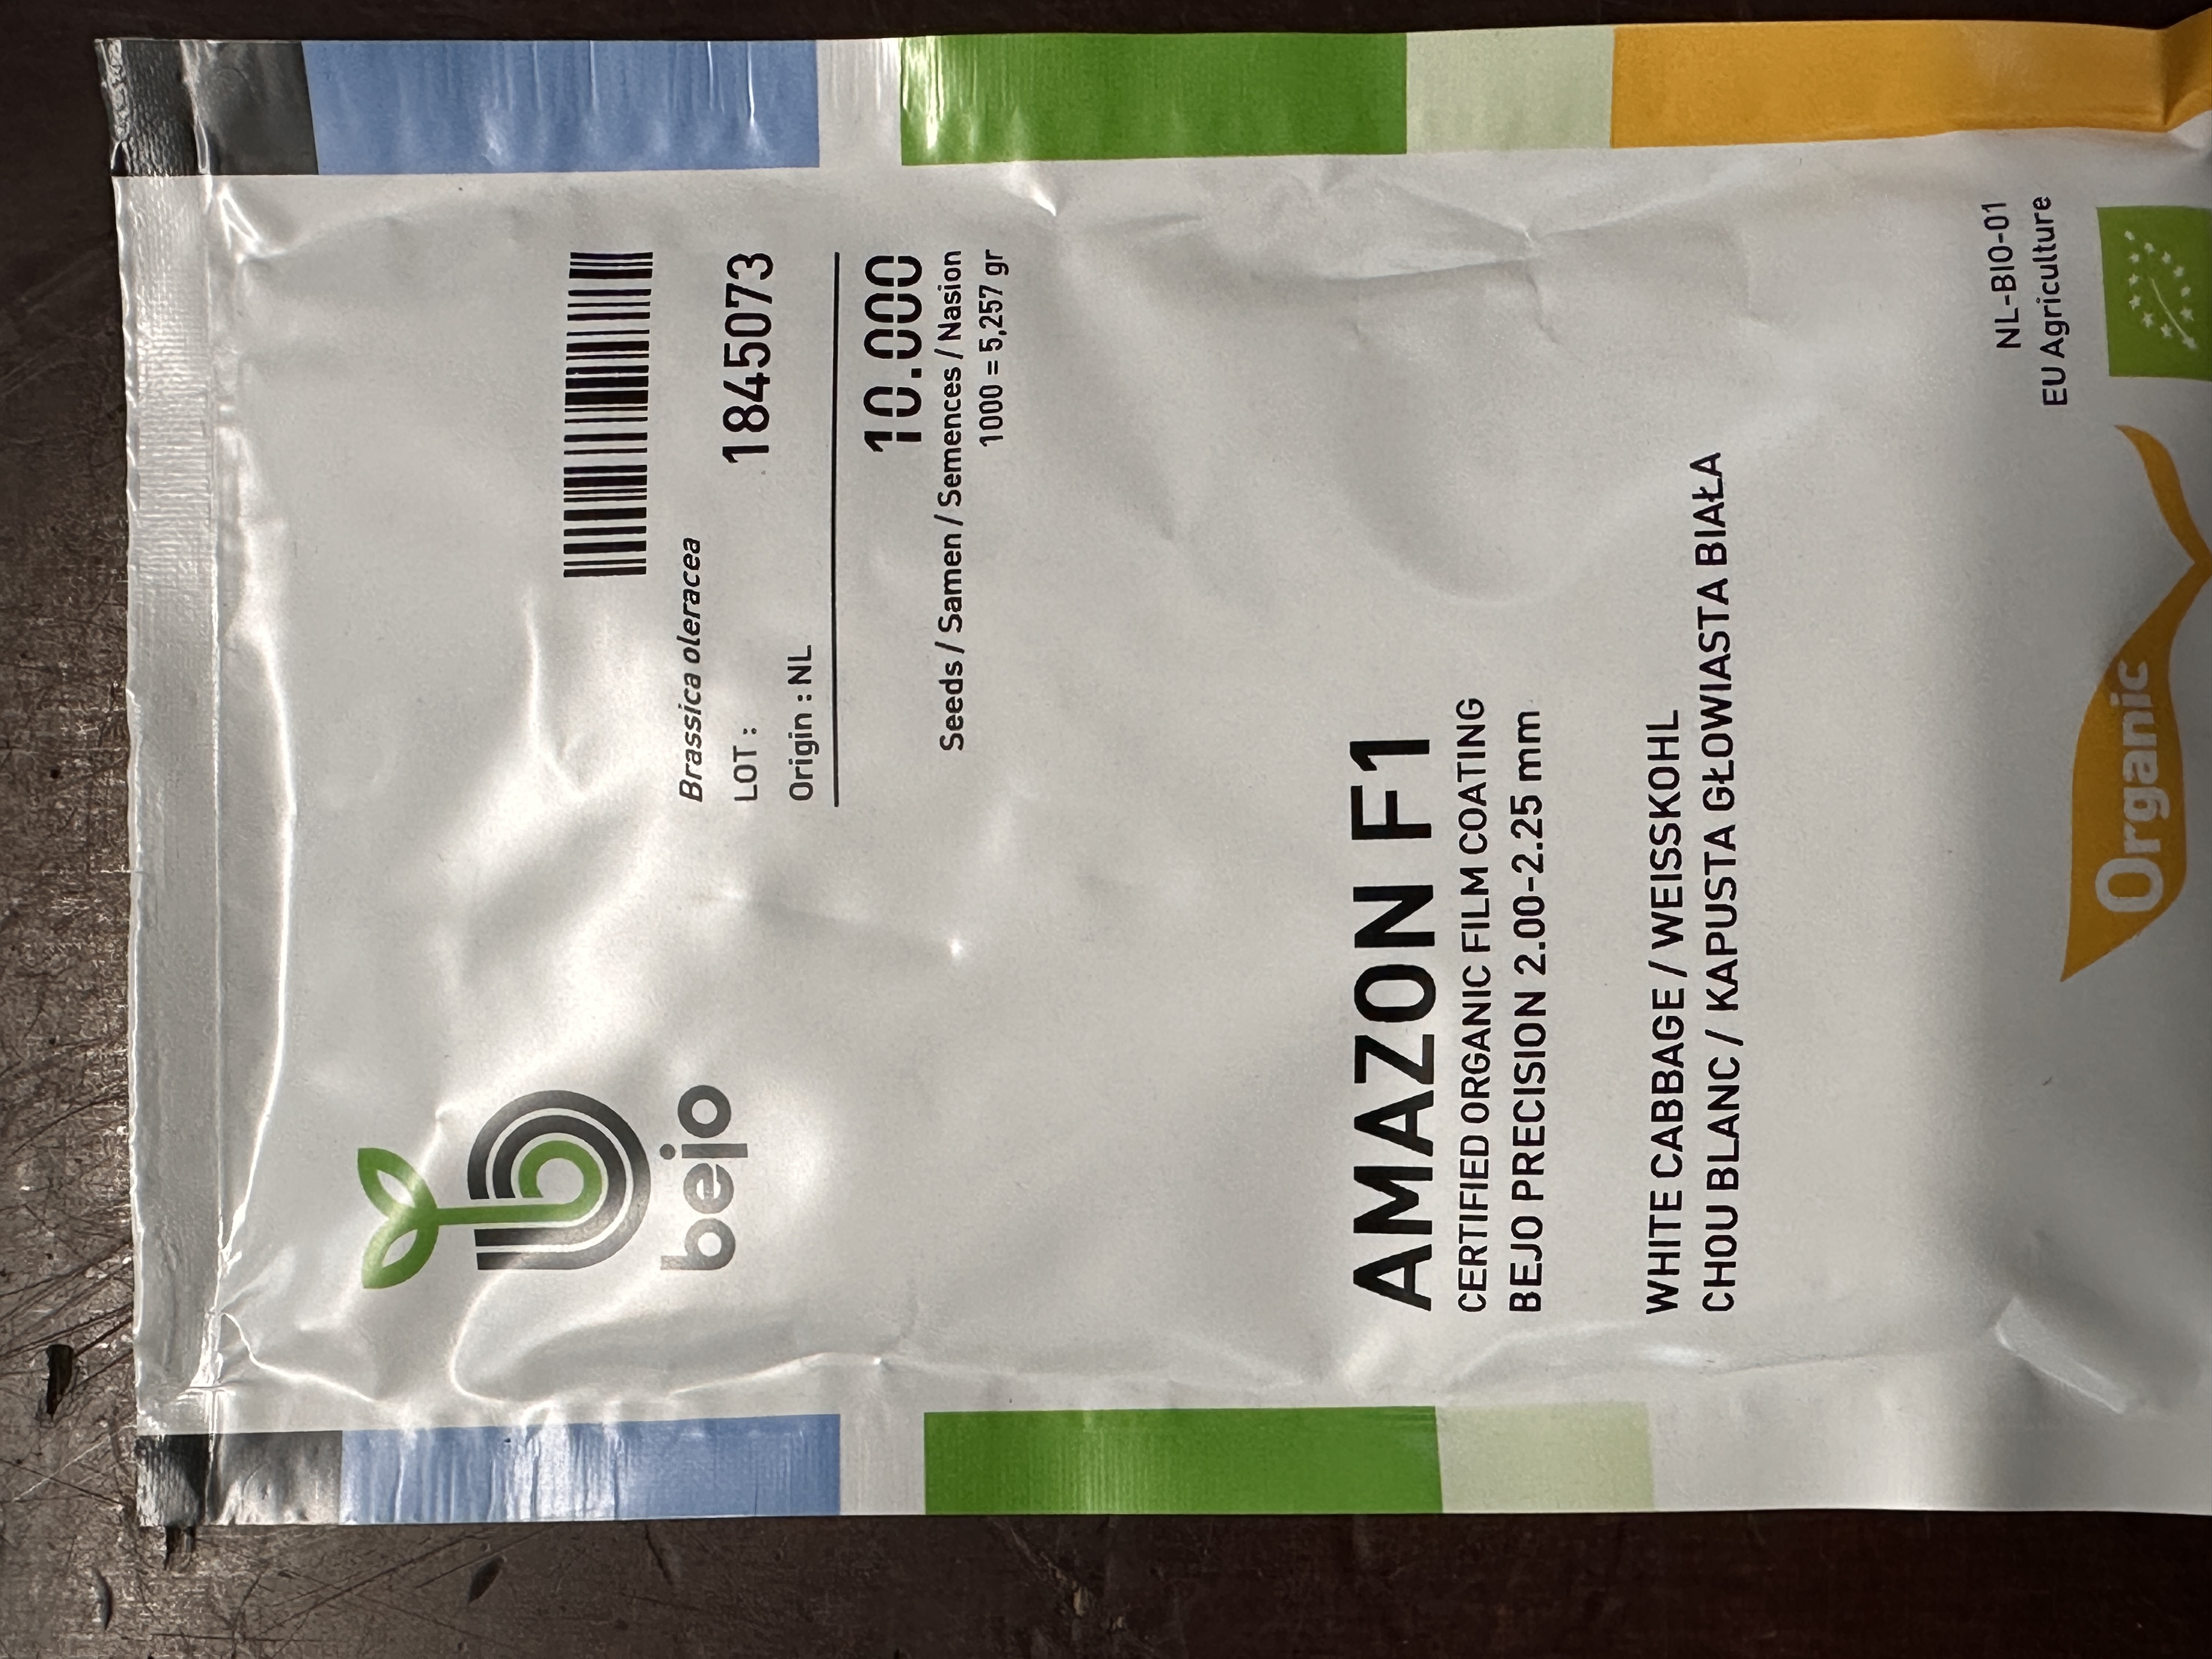 bejo
Brassica oleracea
LOT : 1845073
Origin : NL
10.000
Seeds / Samen / Semences / Nasion
1000 = 5,257 gr
AMAZON F1
CERTIFIED ORGANIC FILM COATING
BEJO PRECISION 2.00-2.25 mm
WHITE CABBAGE / WEISSKOHL
CHOU BLANC / KAPUSTA GŁOWIASTA BIAŁA
NL-BIO-01
EU Agriculture
Organic